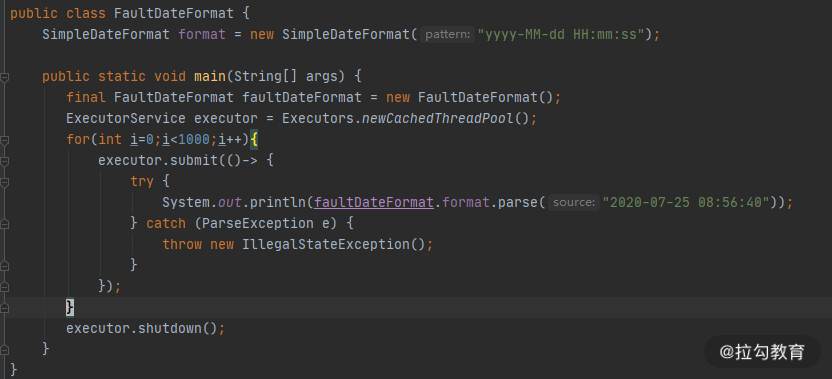 public class FaultDateFormat {
    SimpleDateFormat format = new SimpleDateFormat( pattern: "yyyy-MM-dd HH:mm:ss");
    public static void main(String[] args) {
        final FaultDateFormat faultDateFormat = new FaultDateFormat();
        ExecutorService executor = Executors.newCachedThreadPool();
        for(int i=0;i<1000;i++){
            executor.submit(()-> {
                try {
                    System.out.println(faultDateFormat.format.parse( source: "2020-07-25 08:56:40"));
                } catch (ParseException e) {
                    throw new IllegalStateException();
                }
            });
        }
        executor.shutdown();
    }
}
@拉勾教育